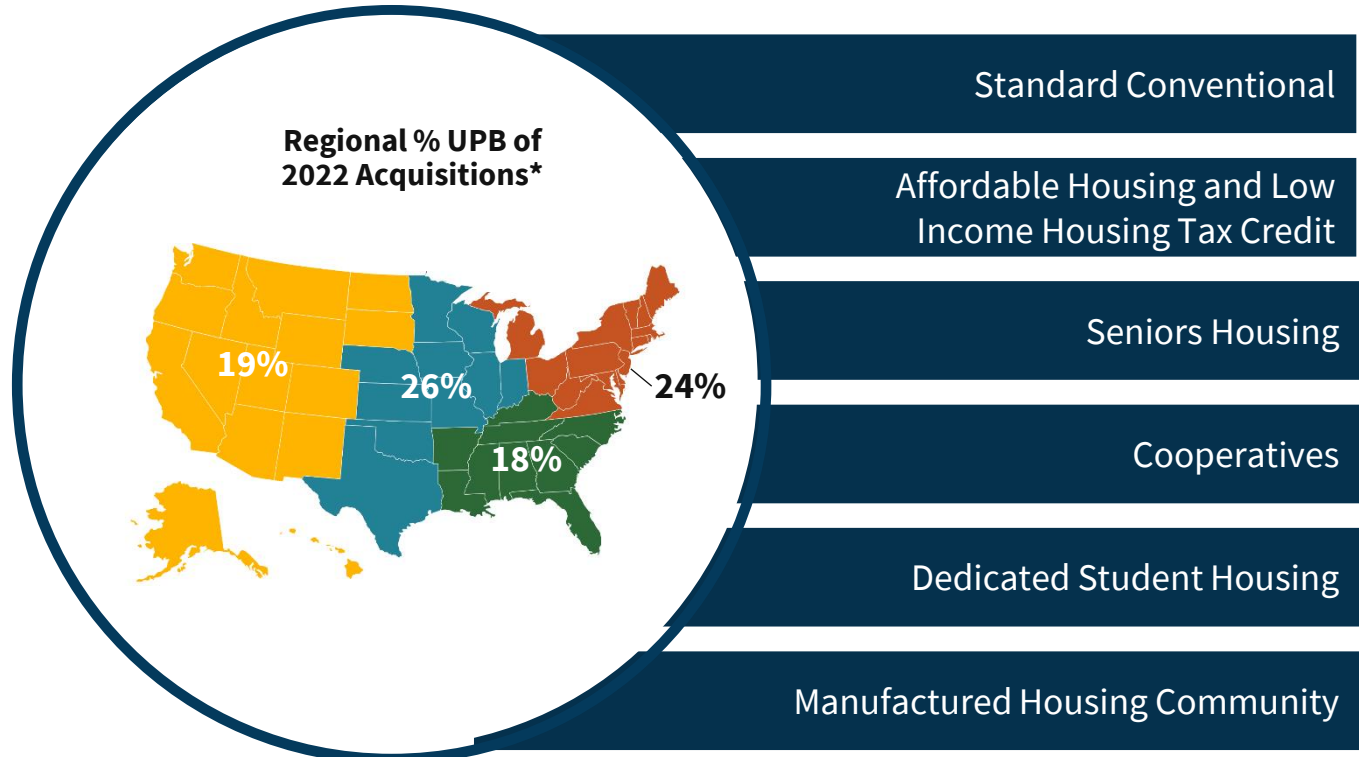 Regional % UPB of
2022 Acquisitions*
19%
26%
24%
18%
Standard Conventional
Affordable Housing and Low
Income Housing Tax Credit
Seniors Housing
Cooperatives
Dedicated Student Housing
Manufactured Housing Community